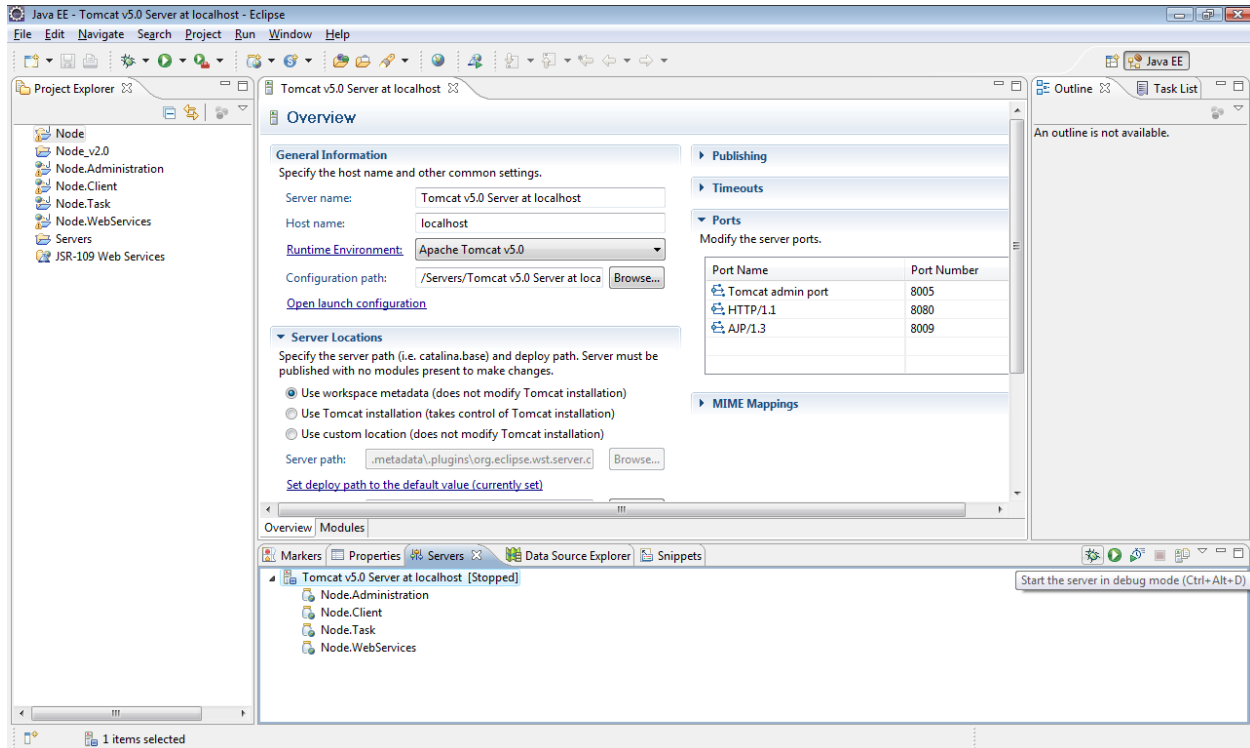 Java EE - Tomcat v5.0 Server at localhost - Eclipse
File Edit Navigate Search Project Run Window Help
Java EE
Project Explorer
Node
Node_v2.0
Node.Administration
Node.Client
Node.Task
Node.WebServices
Servers
JSR-109 Web Services
Tomcat v5.0 Server at localhost
Overview
General Information
Specify the host name and other common settings.
Server name: Tomcat v5.0 Server at localhost
Host name: localhost
Runtime Environment: Apache Tomcat v5.0
Configuration path: /Servers/Tomcat v5.0 Server at loca Browse...
Open launch configuration
Server Locations
Specify the server path (i.e. catalina.base) and deploy path. Server must be
published with no modules present to make changes.
Use workspace metadata (does not modify Tomcat installation)
Use Tomcat installation (takes control of Tomcat installation)
Use custom location (does not modify Tomcat installation)
Server path: .metadata\.plugins\org.eclipse.wst.server.c Browse...
Set deploy path to the default value (currently set)
Publishing
Timeouts
Ports
Modify the server ports.
Port Name Port Number
Tomcat admin port 8005
HTTP/1.1 8080
AJP/1.3 8009
MIME Mappings
Overview Modules
Outline Task List
An outline is not available.
Markers Properties Servers Data Source Explorer Snippets
Tomcat v5.0 Server at localhost [Stopped]
Node.Administration
Node.Client
Node.Task
Node.WebServices
Start the server in debug mode (Ctrl+Alt+D)
1 items selected